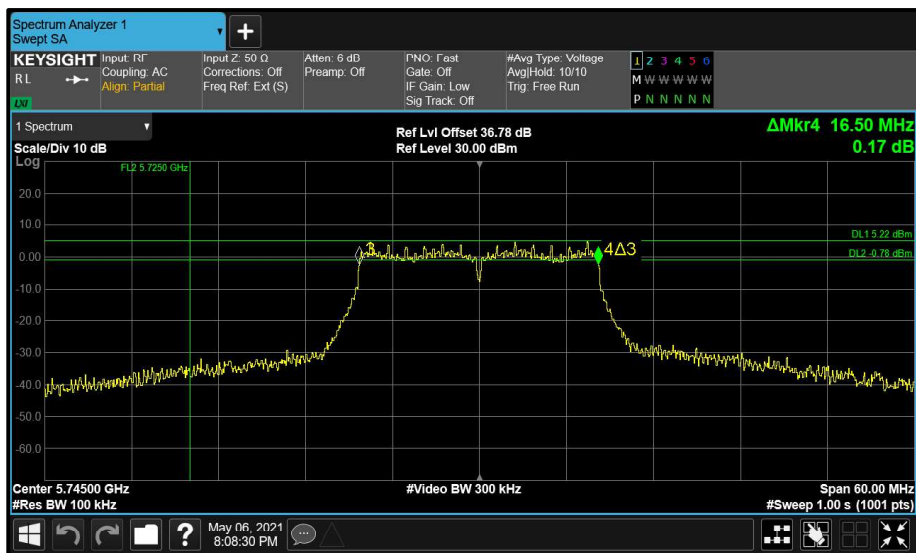 Spectrum Analyzer 1
Swept SA
+
KEYSIGHT
RL
LXI
Input: RF
Coupling: AC
Align: Partial
Input Z: 50 Ω
Corrections: Off
Freq Ref: Ext (S)
Atten: 6 dB
Preamp: Off
PNO: Fast
Gate: Off
IF Gain: Low
Sig Track: Off
#Avg Type: Voltage
Avg|Hold: 10/10
Trig: Free Run
1 2 3 4 5 6
M W W W W W
P N N N N N
1 Spectrum
Scale/Div 10 dB
Ref Lvl Offset 36.78 dB
Ref Level 30.00 dBm
ΔMkr4 16.50 MHz
0.17 dB
Log
FL2 5.7250 GHz
20.0
10.0
DL1 5.22 dBm
3
4Δ3
0.00
DL2 -0.78 dBm
-10.0
-20.0
-30.0
-40.0
-50.0
-60.0
Center 5.74500 GHz
#Video BW 300 kHz
Span 60.00 MHz
#Res BW 100 kHz
#Sweep 1.00 s (1001 pts)
?
May 06, 2021
8:08:30 PM